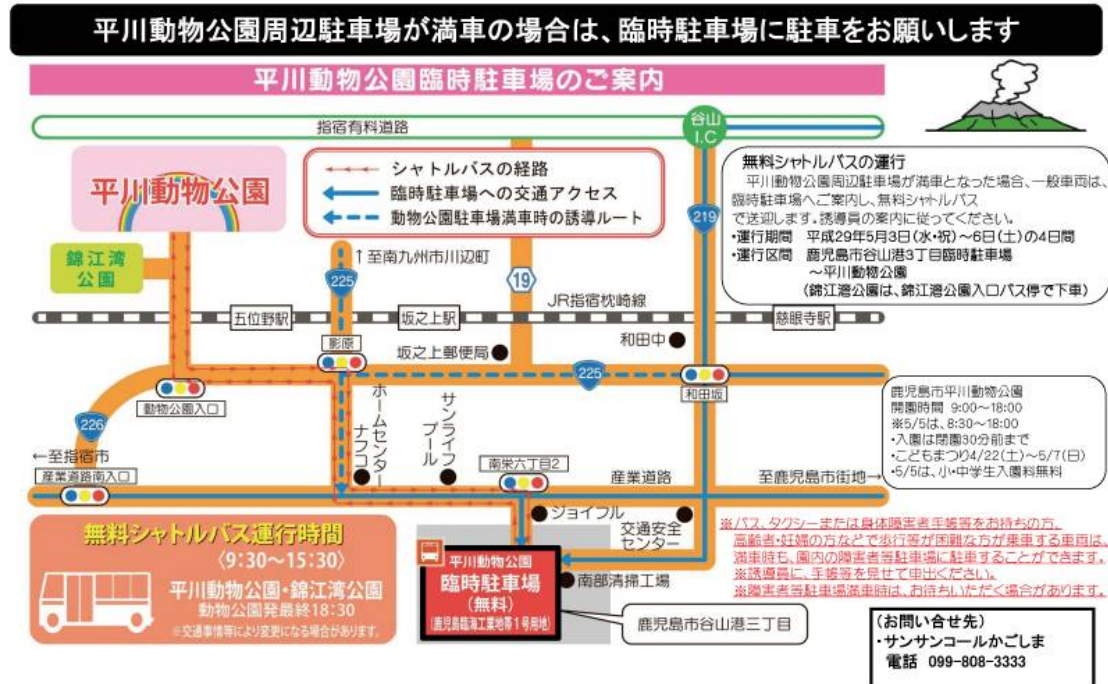 平川動物公園周辺駐車場が満車の場合は、臨時駐車場に駐車をお願いします
平川動物公園臨時駐車場のご案内
指宿有料道路
谷山
I.C
平川動物公園
錦江湾
公園
シャトルバスの経路
臨時駐車場への交通アクセス
動物公園駐車場満車時の誘導ルート
219
無料シャトルバスの運行
平川動物公園周辺駐車場が満車となった場合、一般車両は、
臨時駐車場へご案内し、無料シャトルバス
で送迎します。誘導員の案内に従ってください。
・運行期間 平成29年5月3日(水・祝)～6日(土)の4日間
・運行区間 鹿児島市谷山港3丁目臨時駐車場
～平川動物公園
(錦江湾公園は、錦江湾公園入口バス停で下車)
↑至南九州市川辺町
225
19
JR指宿枕崎線
五位野駅
坂之上駅
慈眼寺駅
影原
坂之上郵便局
和田中
225
和田坂
動物公園入口
226
ホームセンター
ナフコ
サンライフ
プール
鹿児島市平川動物公園
開園時間 9:00～18:00
※5/5は、8:30～18:00
・入園は閉園30分前まで
・こどもまつり4/22(土)～5/7(日)
・5/5は、小・中学生入園料無料
←至指宿市
産業道路南入口
南栄六丁目2
産業道路
至鹿児島市街地→
ジョイフル
交通安全
センター
南部清掃工場
無料シャトルバス運行時間
〈9:30～15:30〉
平川動物公園・錦江湾公園
動物公園発最終18:30
※交通事情等により変更になる場合があります。
平川動物公園
臨時駐車場
(無料)
(鹿児島臨海工業地帯1号用地)
鹿児島市谷山港三丁目
※バス、タクシーまたは身体障害者手帳等をお持ちの方、
高齢者・妊婦の方などで歩行等が困難な方が乗車する車両は、
満車時も、園内の障害者等駐車場に駐車することができます。
※誘導員に、手帳等を見せて申出ください。
※障害者等駐車場満車時は、お待ちいただく場合があります。
(お問い合せ先)
・サンサンコールかごしま
電話 099-808-3333